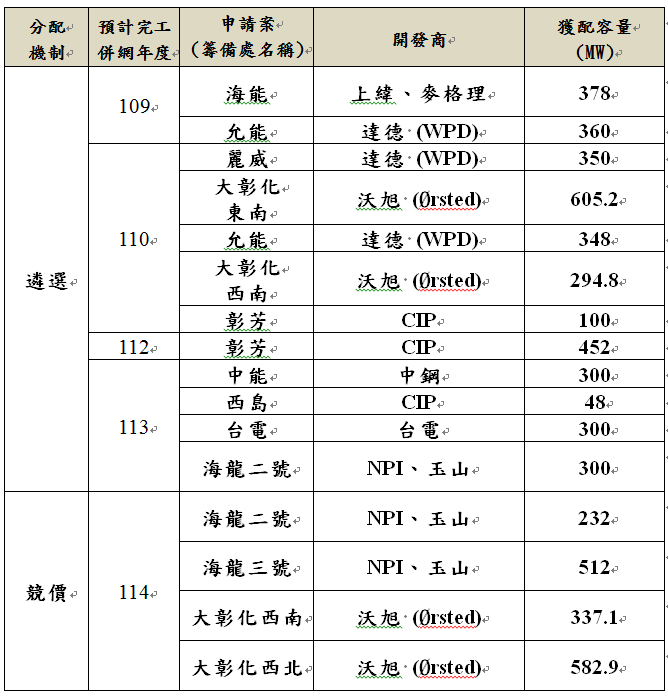 分配
機制
預計完工
併網年度
申請案
(籌備處名稱)
開發商
獲配容量
(MW)
遴選
109
海能
上緯、麥格理
378
允能
達德 (WPD)
360
110
麗威
達德 (WPD)
350
大彰化
東南
沃旭 (Ørsted)
605.2
允能
達德 (WPD)
348
大彰化
西南
沃旭 (Ørsted)
294.8
彰芳
CIP
100
112
彰芳
CIP
452
113
中能
中鋼
300
西島
CIP
48
台電
台電
300
海龍二號
NPI、玉山
300
競價
114
海龍二號
NPI、玉山
232
海龍三號
NPI、玉山
512
大彰化西南
沃旭 (Ørsted)
337.1
大彰化西北
沃旭 (Ørsted)
582.9